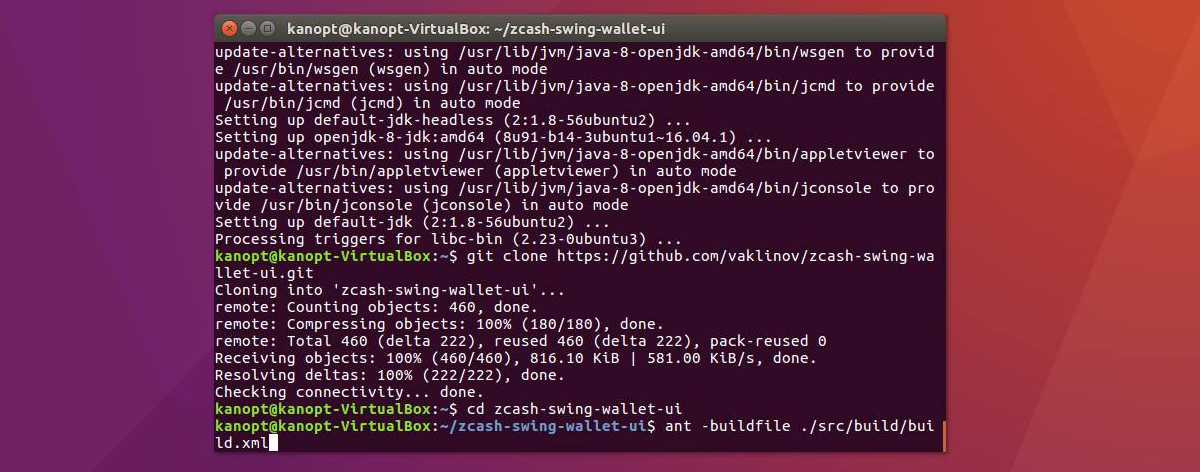 kanopt@kanopt-VirtualBox: ~/zcash-swing-wallet-ui
update-alternatives: using /usr/lib/jvm/java-8-openjdk-amd64/bin/wsgen to provid
e /usr/bin/wsgen (wsgen) in auto mode
update-alternatives: using /usr/lib/jvm/java-8-openjdk-amd64/bin/jcmd to provide
 /usr/bin/jcmd (jcmd) in auto mode
Setting up default-jdk-headless (2:1.8-56ubuntu2) ...
Setting up openjdk-8-jdk:amd64 (8u91-b14-3ubuntu1~16.04.1) ...
update-alternatives: using /usr/lib/jvm/java-8-openjdk-amd64/bin/appletviewer to
 provide /usr/bin/appletviewer (appletviewer) in auto mode
update-alternatives: using /usr/lib/jvm/java-8-openjdk-amd64/bin/jconsole to pro
vide /usr/bin/jconsole (jconsole) in auto mode
Setting up default-jdk (2:1.8-56ubuntu2) ...
Processing triggers for libc-bin (2.23-0ubuntu3) ...
kanopt@kanopt-VirtualBox:~$ git clone https://github.com/vaklinov/zcash-swing-wa
llet-ui.git
Cloning into 'zcash-swing-wallet-ui'...
remote: Counting objects: 460, done.
remote: Compressing objects: 100% (180/180), done.
remote: Total 460 (delta 222), reused 460 (delta 222), pack-reused 0
Receiving objects: 100% (460/460), 816.10 KiB | 581.00 KiB/s, done.
Resolving deltas: 100% (222/222), done.
Checking connectivity... done.
kanopt@kanopt-VirtualBox:~$ cd zcash-swing-wallet-ui
kanopt@kanopt-VirtualBox:~/zcash-swing-wallet-ui$ ant -buildfile ./src/build/bui
ld.xml